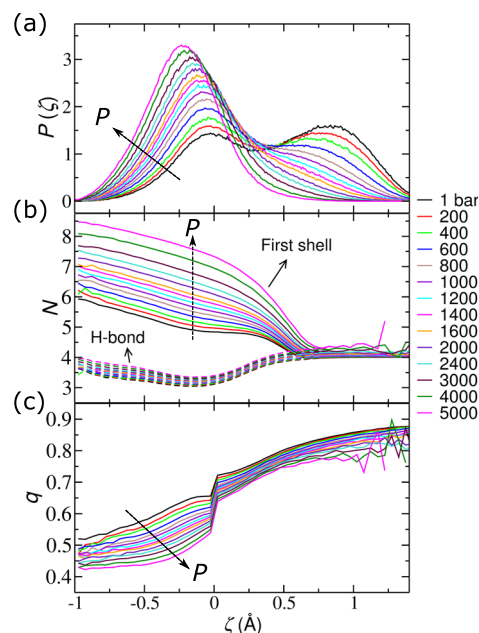 (a)
3
2
1
0
P(ζ)
P
(b)
8
7
6
5
4
3
N
P
First shell
H-bond
(c)
0.9
0.8
0.7
0.6
0.5
0.4
q
P
-1 -0.5 0 0.5 1
ζ (Å)
1 bar
200
400
600
800
1000
1200
1400
1600
2000
2400
3000
4000
5000